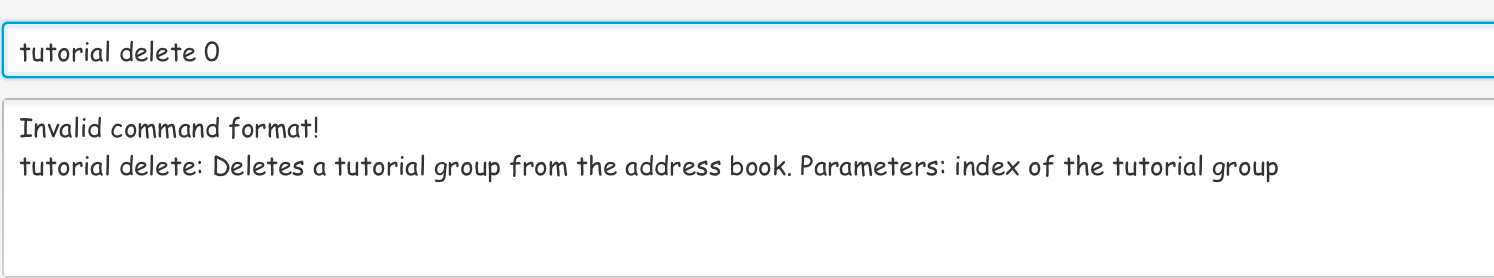 tutorial delete 0
Invalid command format!
tutorial delete: Deletes a tutorial group from the address book. Parameters: index of the tutorial group